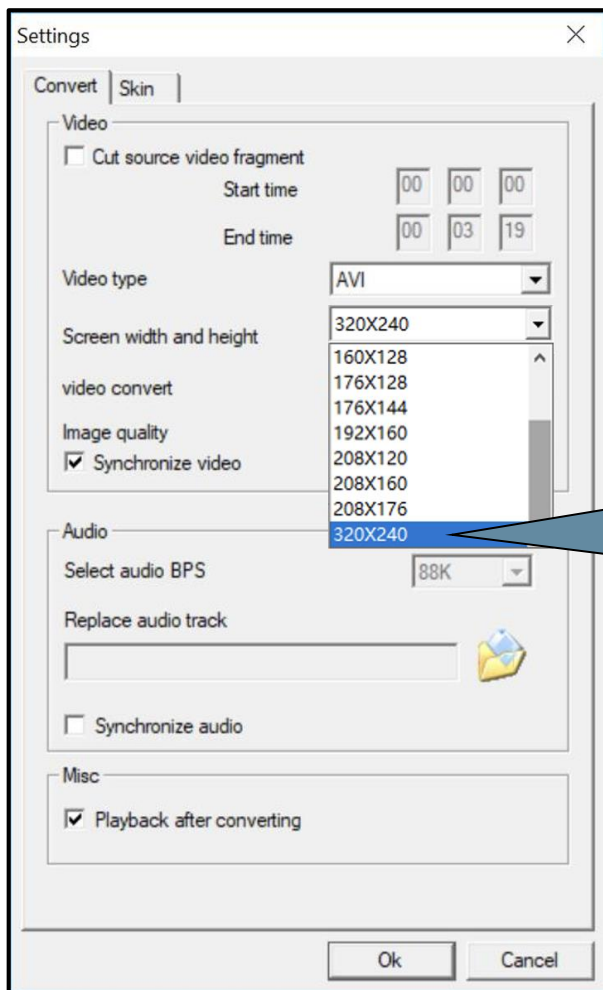 Settings
Convert Skin
Video
Cut source video fragment
Start time 00 00 00
End time 00 03 19
Video type AVI
Screen width and height 320X240
160X128
176X128
video convert
176X144
192X160
Image quality
208X120
Synchronize video
208X160
208X176
320X240
Audio
Select audio BPS 88K
Replace audio track
Synchronize audio
Misc
Playback after converting
Ok Cancel